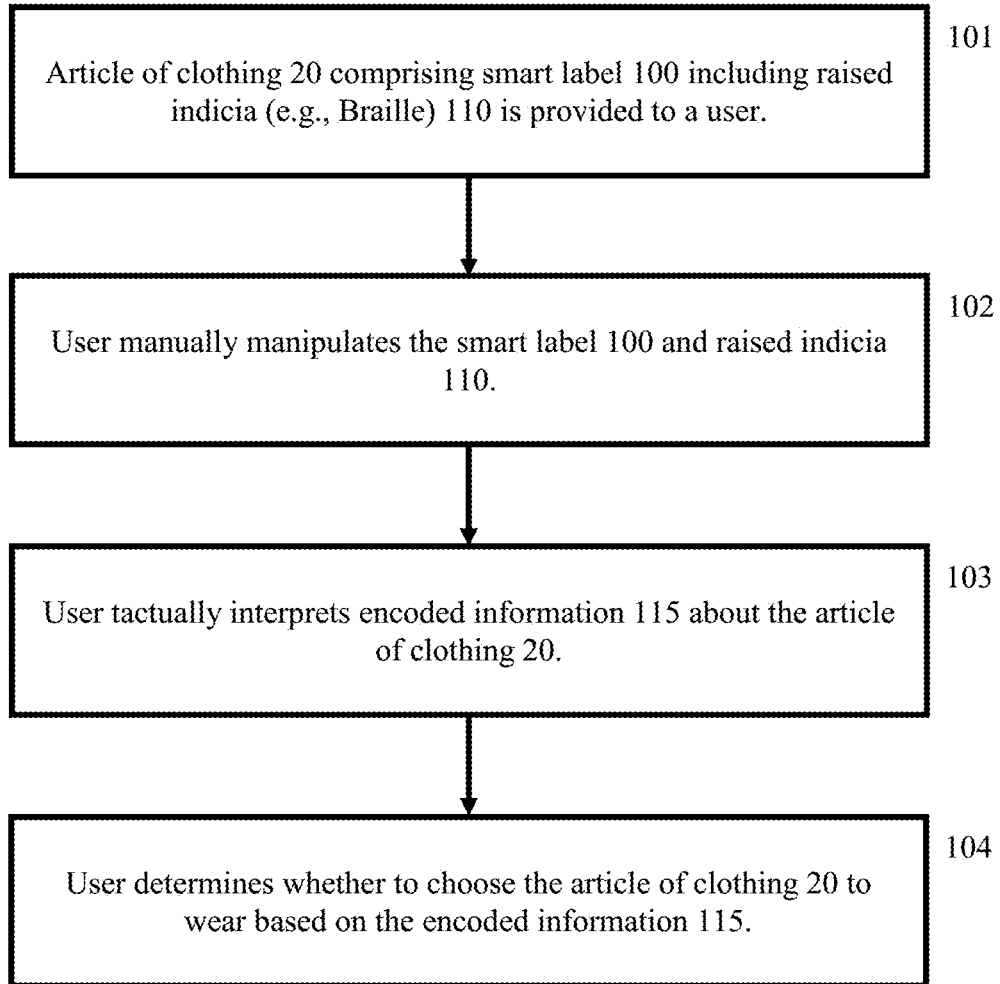 101
Article of clothing 20 comprising smart label 100 including raised
indicia (e.g., Braille) 110 is provided to a user.
102
User manually manipulates the smart label 100 and raised indicia
110.
103
User tactually interprets encoded information 115 about the article
of clothing 20.
104
User determines whether to choose the article of clothing 20 to
wear based on the encoded information 115.